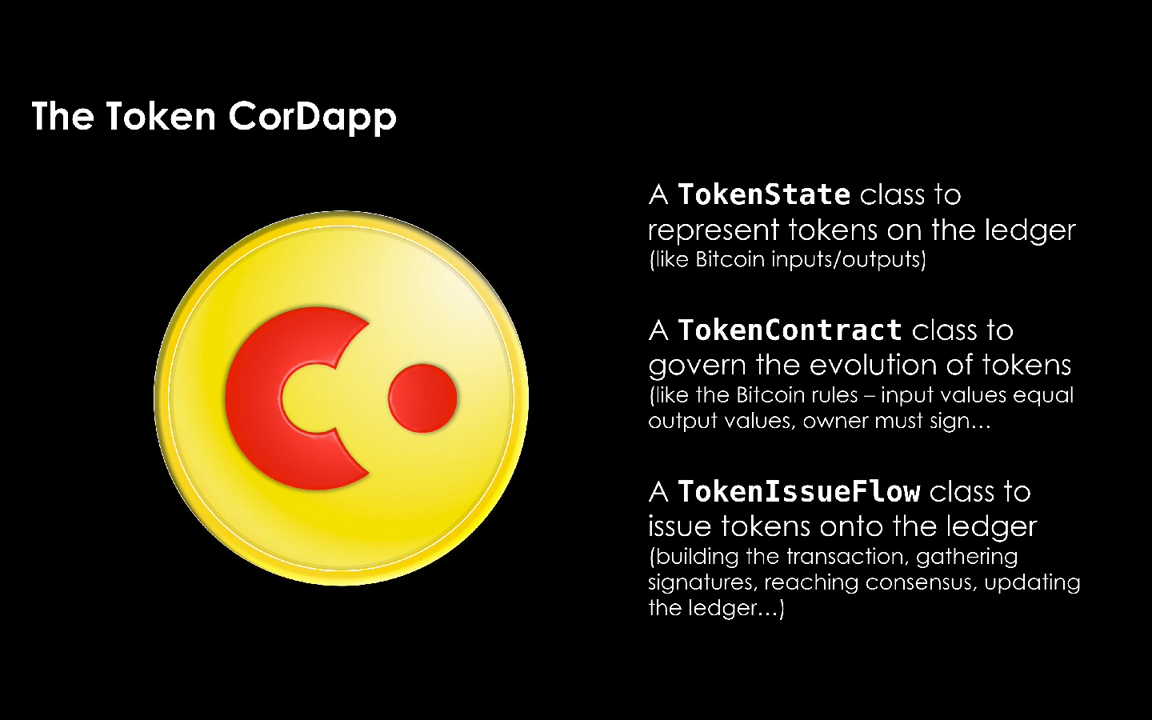 The Token CorDapp
A TokenState class to
represent tokens on the ledger
(like Bitcoin inputs/outputs)
A TokenContract class to
govern the evolution of tokens
(like the Bitcoin rules – input values equal
output values, owner must sign…
A TokenIssueFlow class to
issue tokens onto the ledger
(building the transaction, gathering
signatures, reaching consensus, updating
the ledger…)